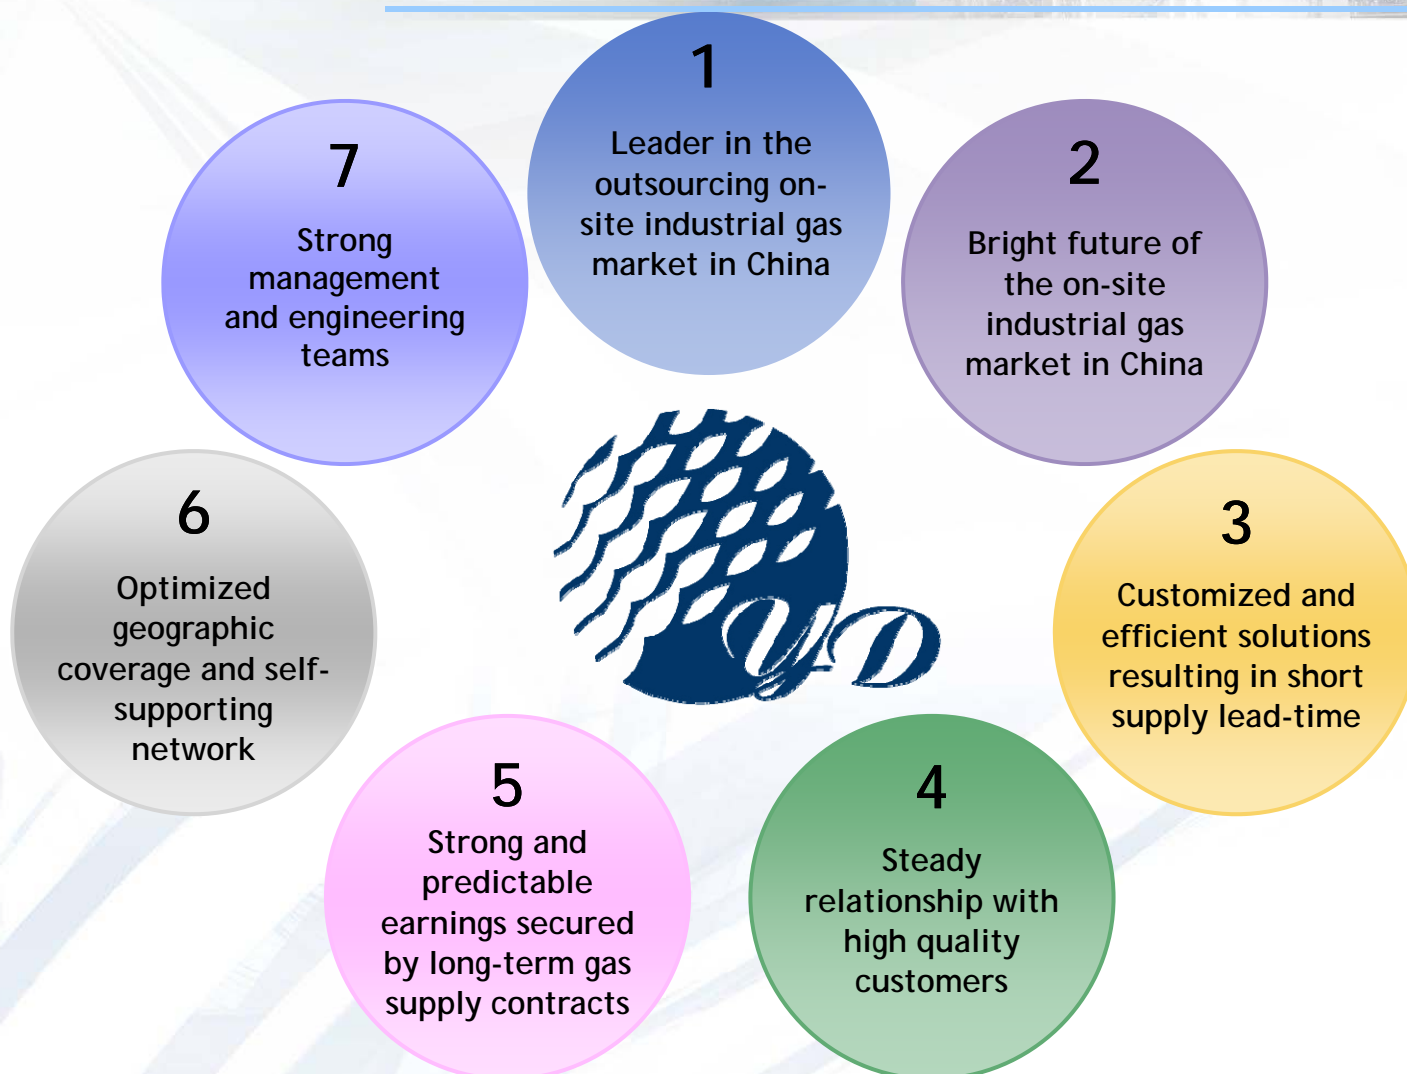 1
Leader in the
outsourcing on-
site industrial gas
market in China
2
Bright future of
the on-site
industrial gas
market in China
3
Customized and
efficient solutions
resulting in short
supply lead-time
4
Steady
relationship with
high quality
customers
5
Strong and
predictable
earnings secured
by long-term gas
supply contracts
6
Optimized
geographic
coverage and self-
supporting
network
7
Strong
management
and engineering
teams
YD